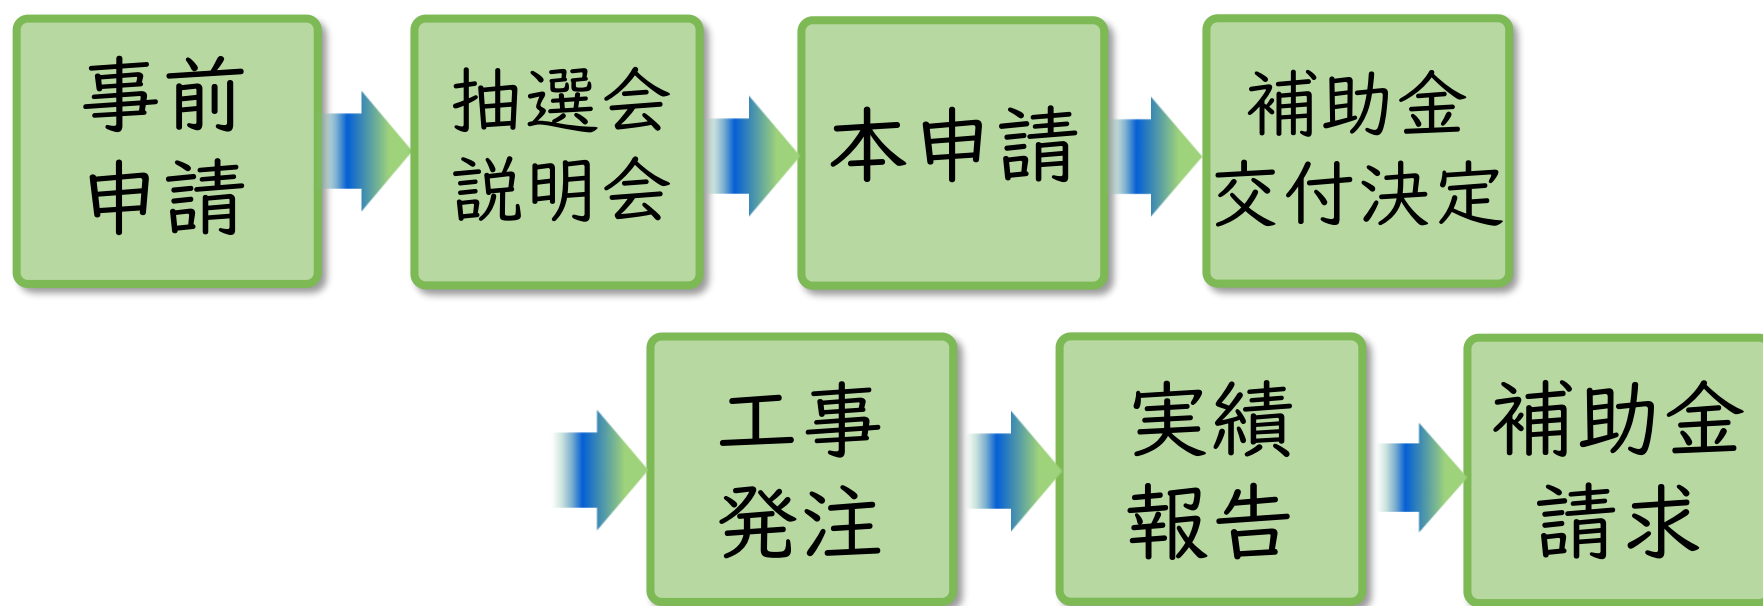 事前
申請
抽選会
説明会
本申請
補助金
交付決定
工事
発注
実績
報告
補助金
請求